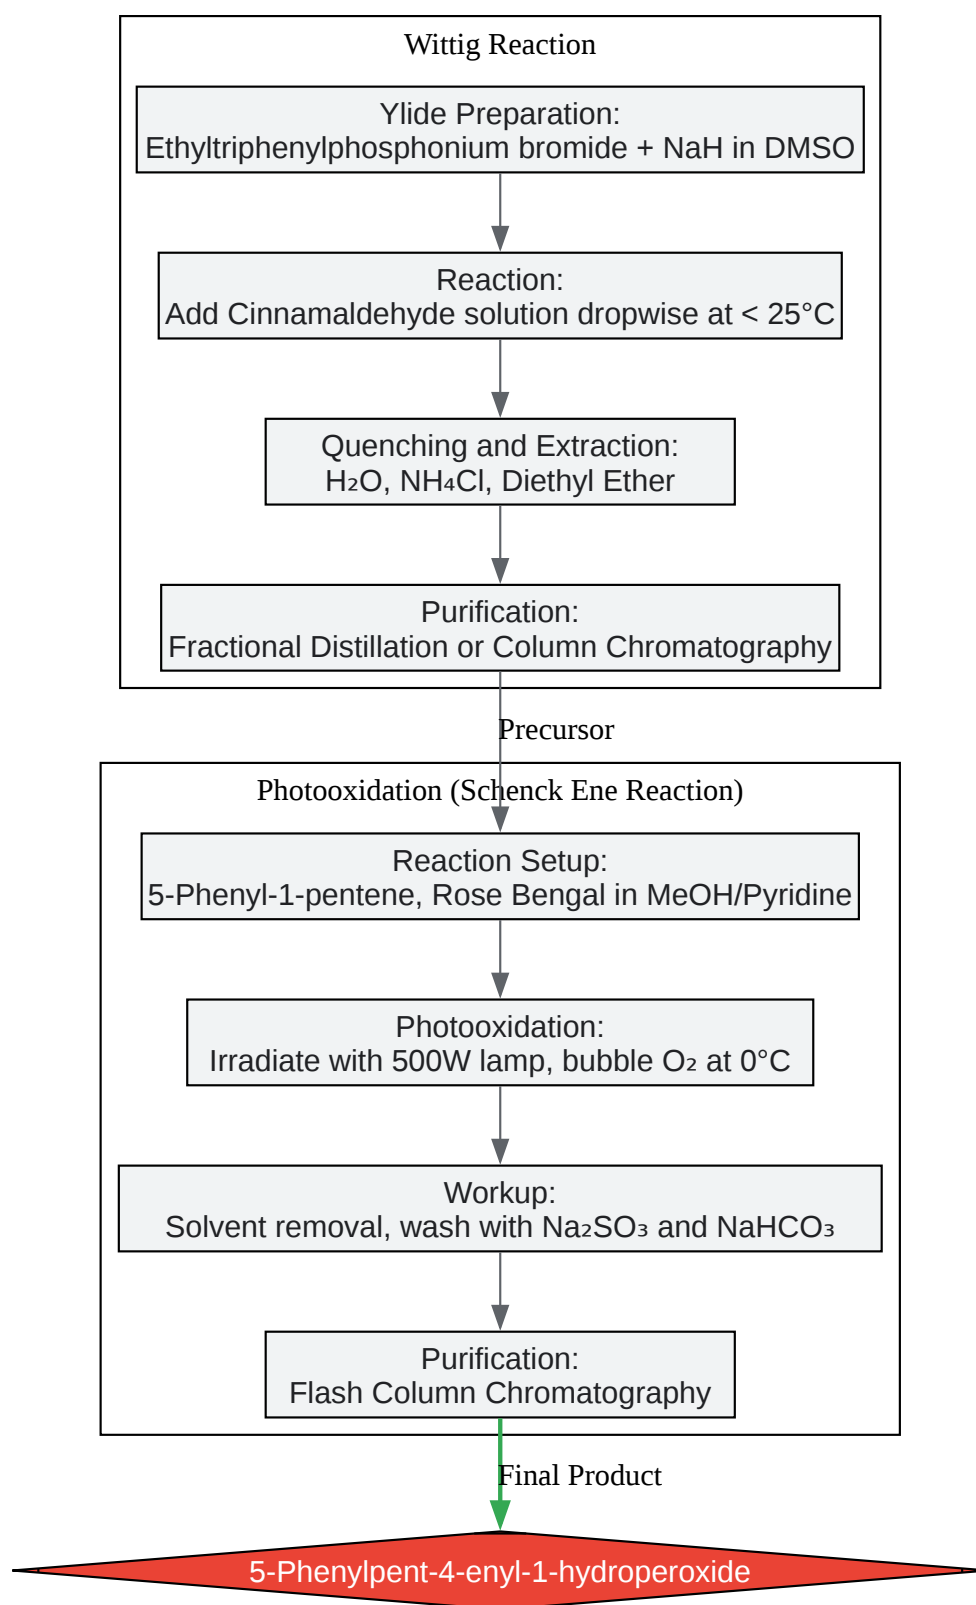 Wittig Reaction
Ylide Preparation:
Ethyltriphenylphosphonium bromide + NaH in DMSO
Reaction:
Add Cinnamaldehyde solution dropwise at < 25°C
Quenching and Extraction:
H₂O, NH₄Cl, Diethyl Ether
Purification:
Fractional Distillation or Column Chromatography
Precursor
Photooxidation (Schenck Ene Reaction)
Reaction Setup:
5-Phenyl-1-pentene, Rose Bengal in MeOH/Pyridine
Photooxidation:
Irradiate with 500W lamp, bubble O₂ at 0°C
Workup:
Solvent removal, wash with Na₂SO₃ and NaHCO₃
Purification:
Flash Column Chromatography
Final Product
5-Phenylpent-4-enyl-1-hydroperoxide